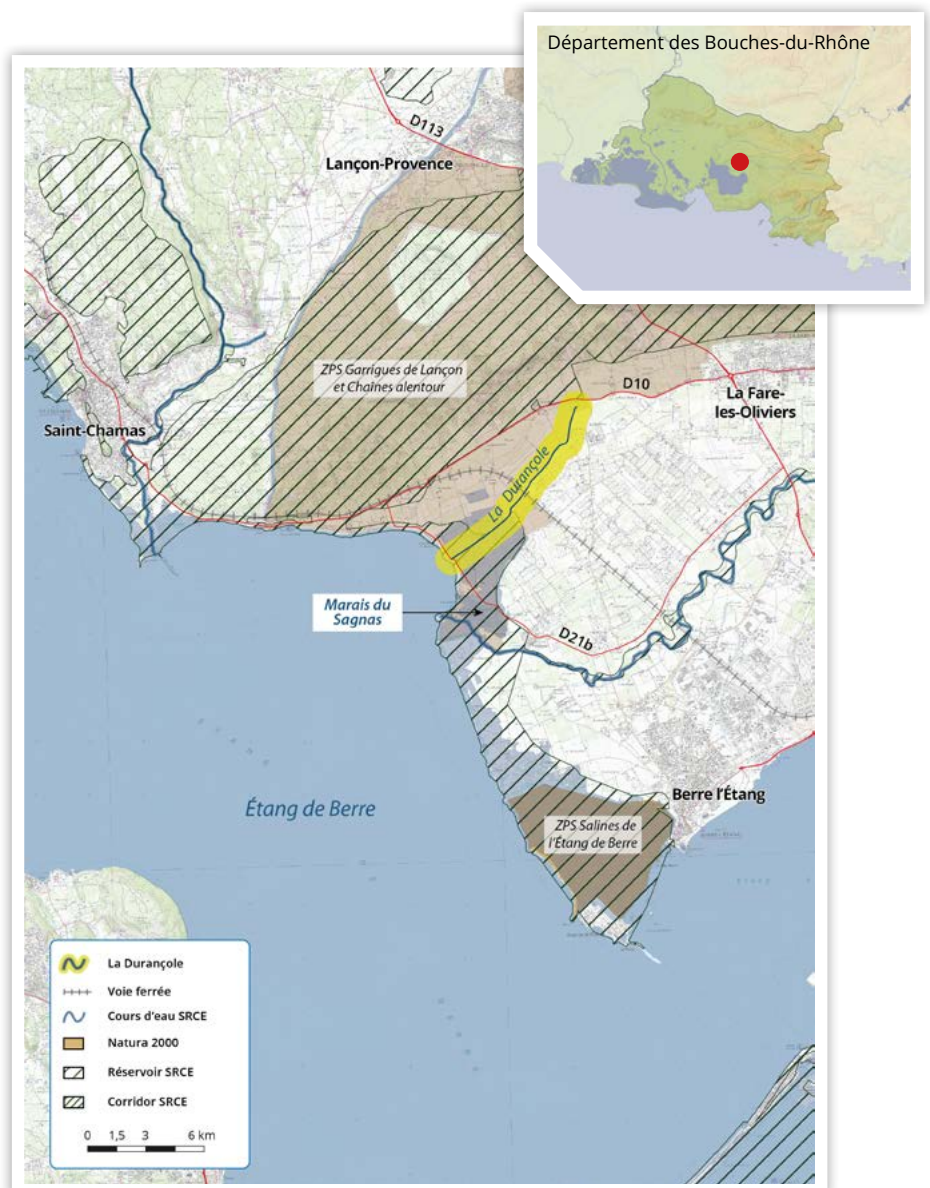 Département des Bouches-du-Rhône
D113
Lançon-Provence
ZPS Garrigues de Lançon
et Chaînes alentour
D10
La Fare-
les-Oliviers
Saint-Chamas
La Durançole
Marais du
Sagnas
D21b
Étang de Berre
Berre l'Étang
ZPS Salines de
l'Étang de Berre
La Durançole
Voie ferrée
Cours d'eau SRCE
Natura 2000
Réservoir SRCE
Corridor SRCE
0 1,5 3 6 km